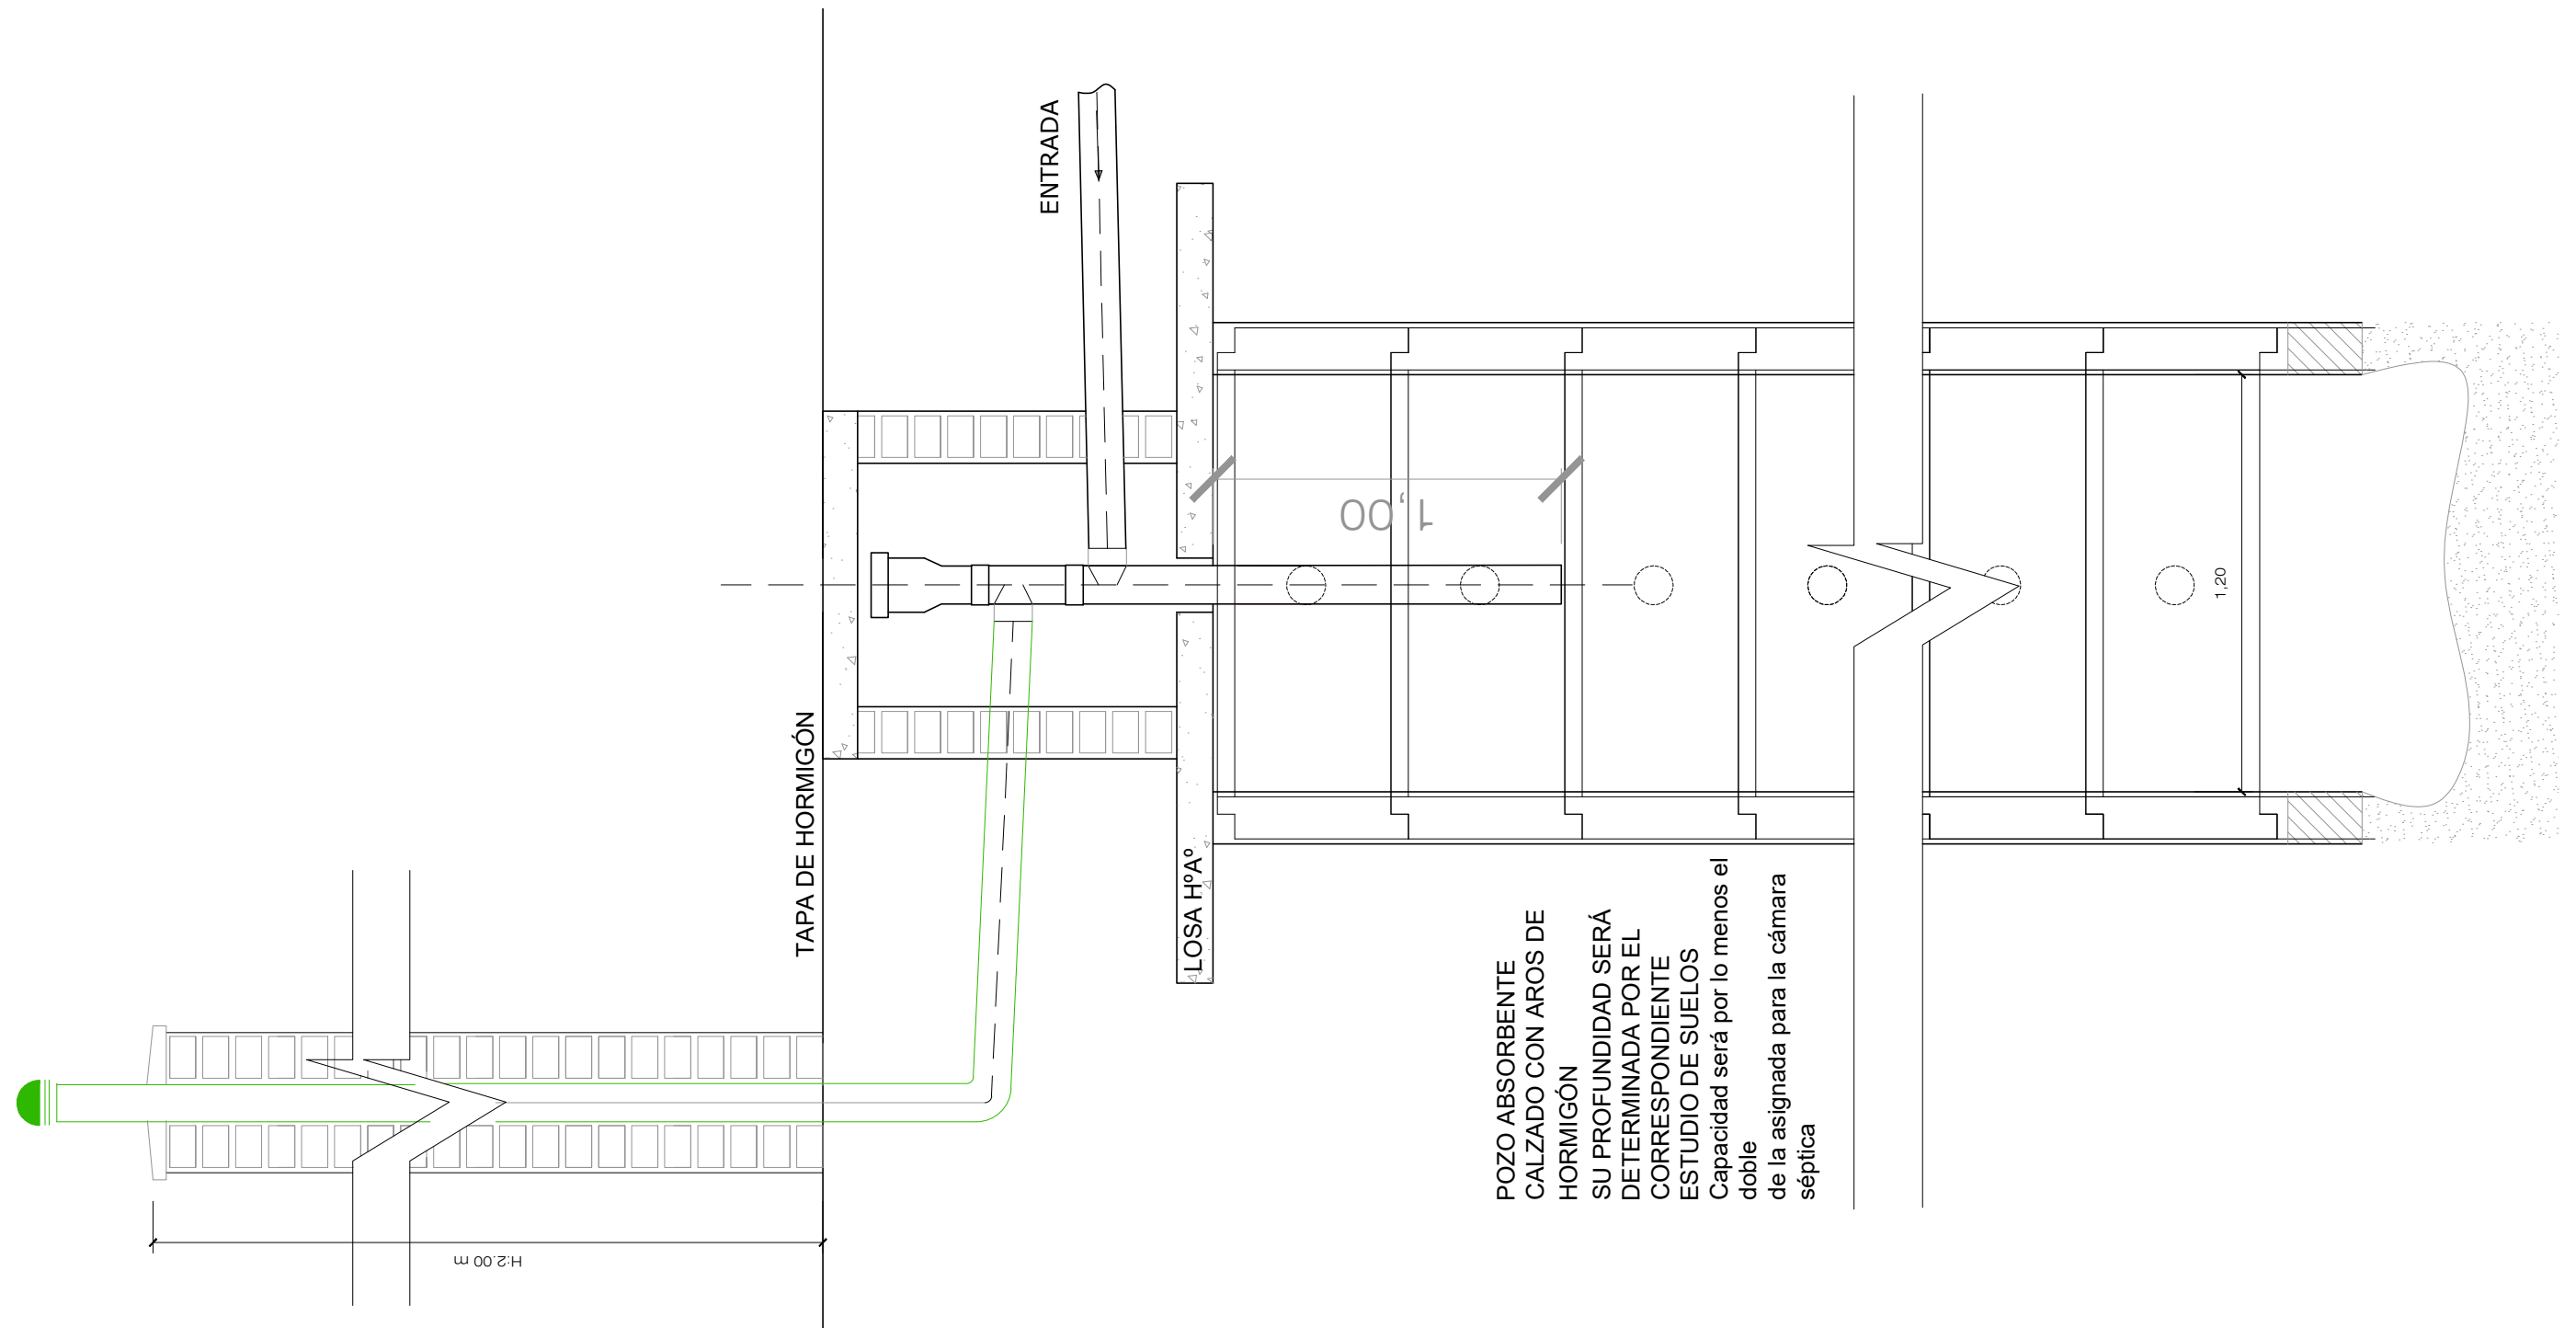 ENTRADA
TAPA DE HORMIGÓN
LOSA HºAº
1,00
1,20
H:2.00 m
POZO ABSORBENTE
CALZADO CON AROS DE
HORMIGÓN
SU PROFUNDIDAD SERÁ
DETERMINADA POR EL
CORRESPONDIENTE
ESTUDIO DE SUELOS
Capacidad será por lo menos el
doble
de la asignada para la cámara
séptica